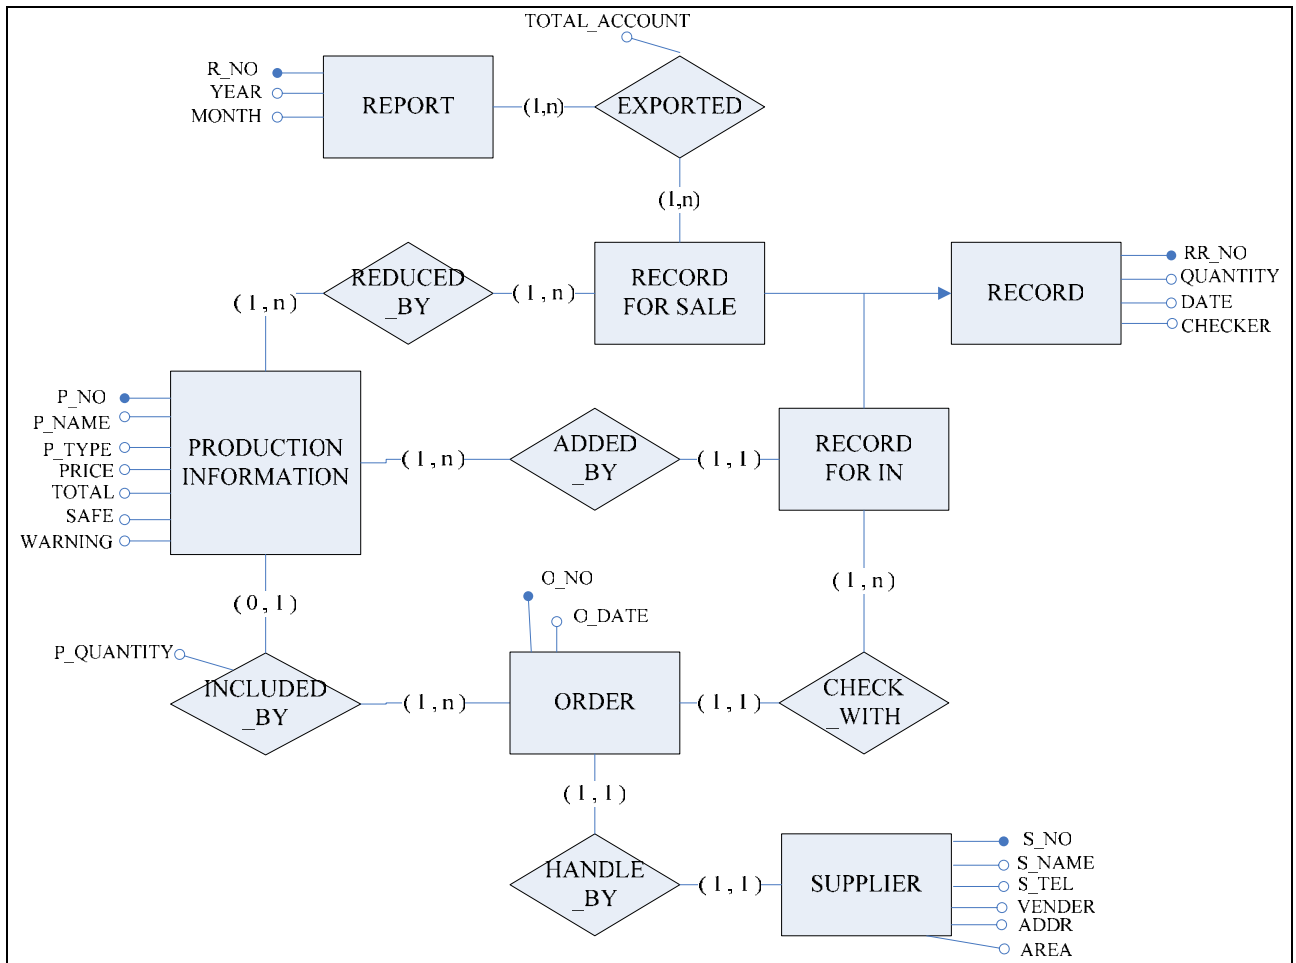 TOTAL_ACCOUNT
R_NO
YEAR
MONTH
REPORT
(1,n)
EXPORTED
(1,n)
REDUCED
_BY
(1,n)
(1,n)
RECORD
FOR SALE
RECORD
RR_NO
QUANTITY
DATE
CHECKER
P_NO
P_NAME
P_TYPE
PRICE
TOTAL
SAFE
WARNING
PRODUCTION
INFORMATION
(1,n)
ADDED
_BY
(1,1)
RECORD
FOR IN
(0,1)
O_NO
O_DATE
(1,n)
P_QUANTITY
INCLUDED
_BY
(1,n)
ORDER
(1,1)
CHECK
_WITH
(1,1)
HANDLE
_BY
(1,1)
SUPPLIER
S_NO
S_NAME
S_TEL
VENDER
ADDR
AREA